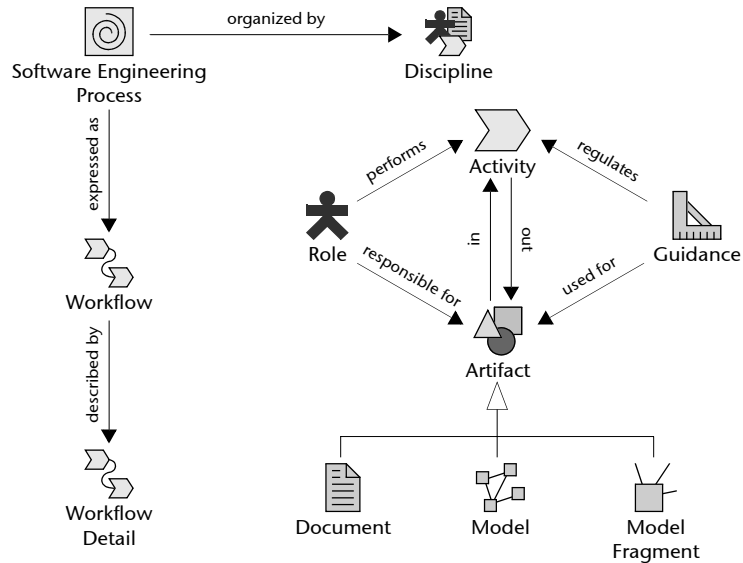 organized by
Software Engineering
Process
Discipline
expressed as
performs
Activity
regulates
Role
in
out
Guidance
responsible for
used for
Workflow
described by
Artifact
Workflow
Detail
Document
Model
Model
Fragment